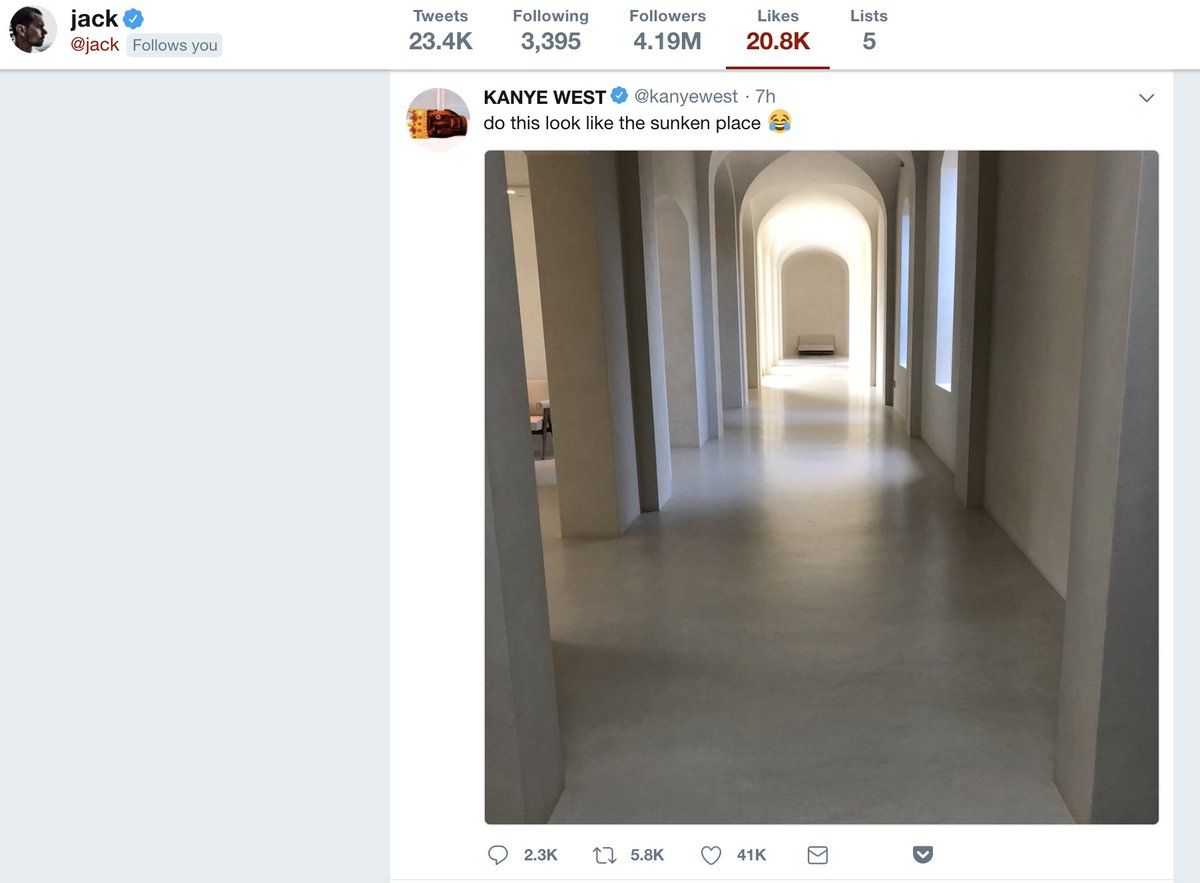 jack
@jack Follows you
Tweets Following Followers Likes Lists
23.4K 3,395 4.19M 20.8K 5
KANYE WEST @kanyewest · 7h
do this look like the sunken place 😂
2.3K 5.8K 41K